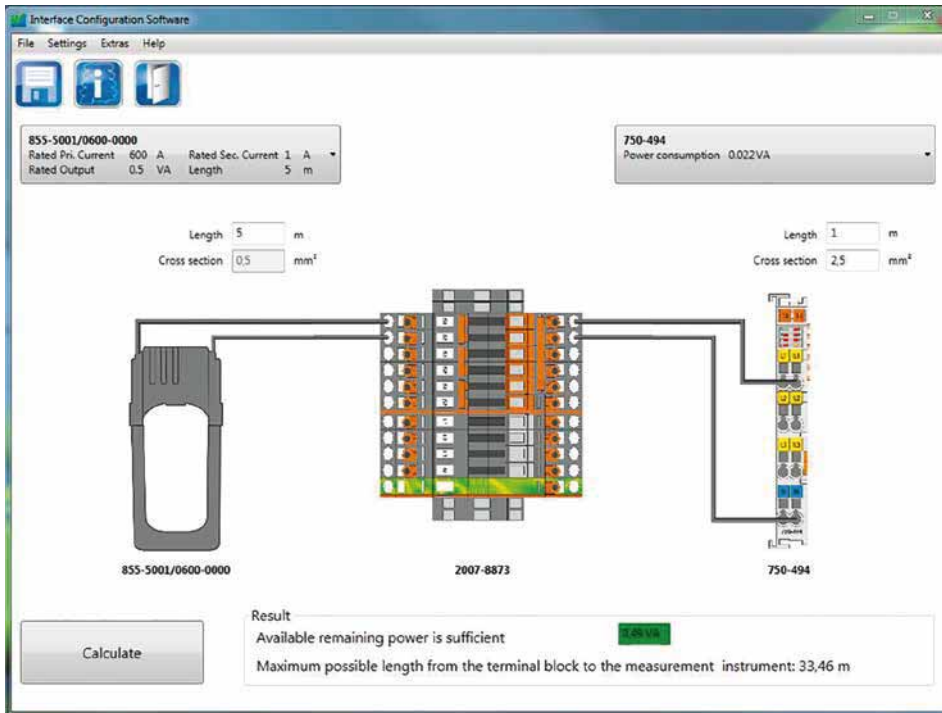 Interface Configuration Software
File Settings Extras Help
855-5001/0600-0000
Rated Pri. Current 600 A Rated Sec. Current 1 A
Rated Output 0.5 VA Length 5 m
750-494
Power consumption 0.022VA
Length 5 m
Cross section 0,5 mm²
Length 1 m
Cross section 2,5 mm²
855-5001/0600-0000
2007-8873
750-494
750-494
Calculate
Result
Available remaining power is sufficient
VA
Maximum possible length from the terminal block to the measurement instrument: 33,46 m